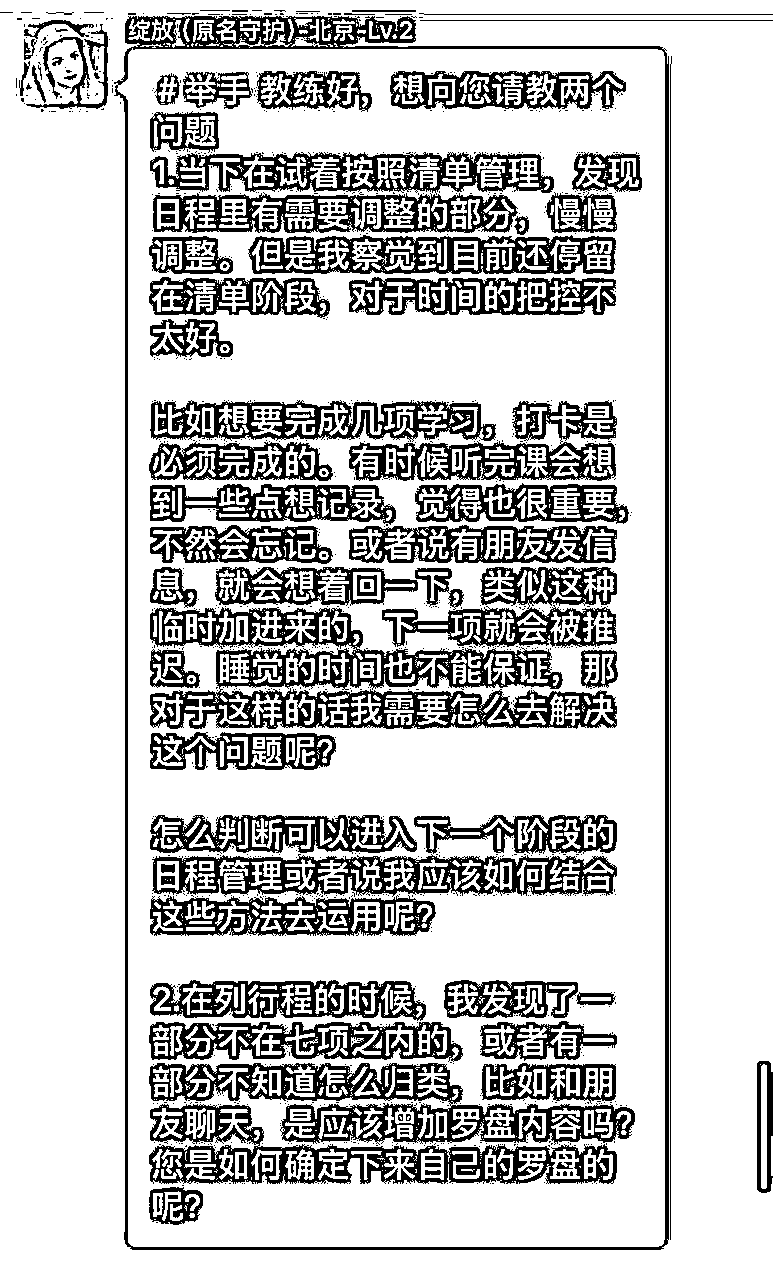 绽放(原名守护)-北京-Lv.2
#举手 教练好，想向您请教两个
问题
1.当下在试着按照清单管理，发现
日程里有需要调整的部分，慢慢
调整。但是我察觉到目前还停留
在清单阶段，对于时间的把控不
太好。
比如想要完成几项学习，打卡是
必须完成的。有时候听完课会想
到一些点想记录，觉得也很重要，
不然会忘记。或者说有朋友发信
息，就会想着回一下，类似这种
临时加进来的，下一项就会被推
迟。睡觉的时间也不能保证，那
对于这样的话我需要怎么去解决
这个问题呢？
怎么判断可以进入下一个阶段的
日程管理或者说我应该如何结合
这些方法去运用呢？
2.在列行程的时候，我发现了一
部分不在七项之内的，或者有一
部分不知道怎么归类，比如和朋
友聊天，是应该增加罗盘内容吗？
您是如何确定下来自己的罗盘的
呢？